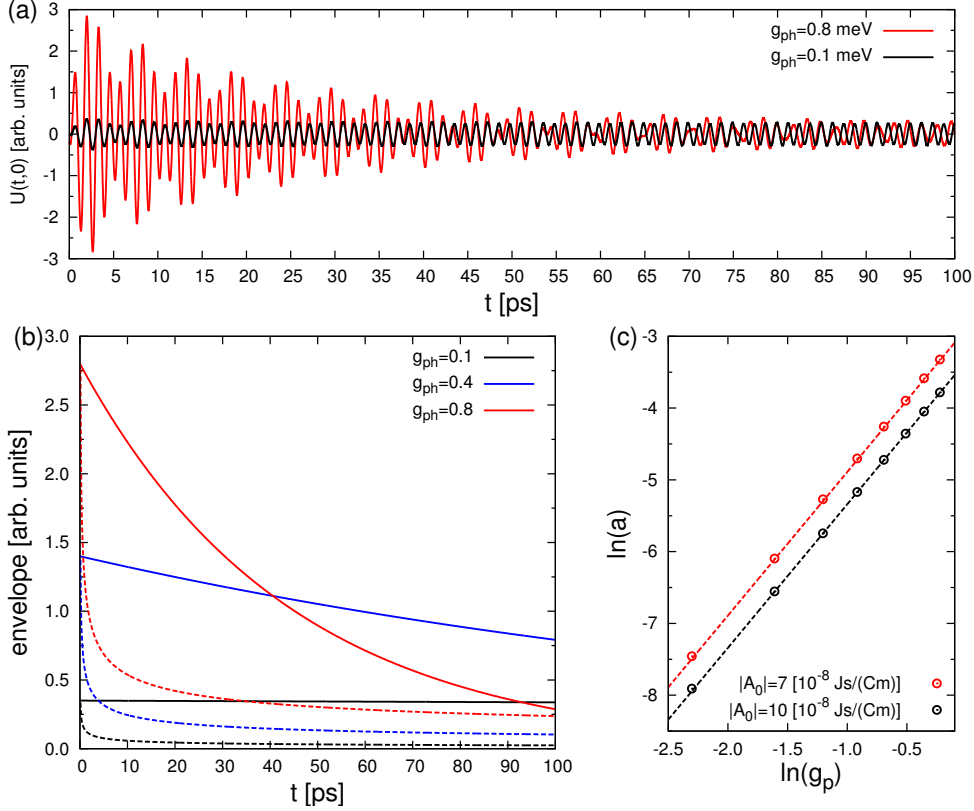 (a)
3
2
1
0
-1
-2
-3
U(t,0) [arb. units]
g_ph=0.8 meV
g_ph=0.1 meV
0 5 10 15 20 25 30 35 40 45 50 55 60 65 70 75 80 85 90 95 100
t [ps]
(b)
3.0
2.5
2.0
1.5
1.0
0.5
0.0
envelope [arb. units]
g_ph=0.1
g_ph=0.4
g_ph=0.8
0 10 20 30 40 50 60 70 80 90 100
t [ps]
(c)
-3
-4
-5
-6
-7
-8
ln(a)
|A_0|=7 [10^-8 Js/(Cm)]
|A_0|=10 [10^-8 Js/(Cm)]
-2.5 -2.0 -1.5 -1.0 -0.5
ln(g_p)